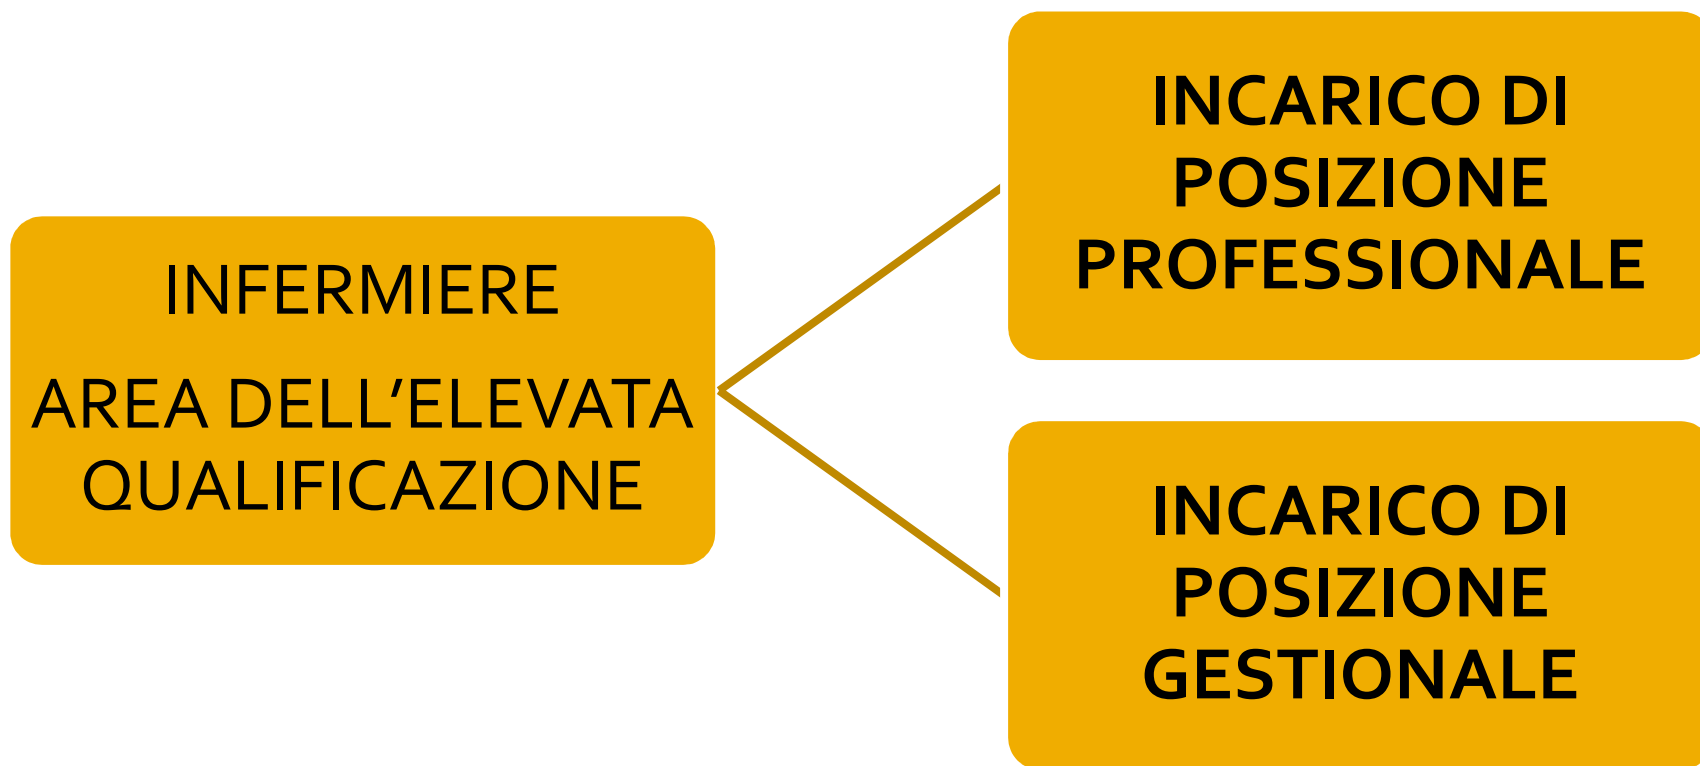 INFERMIERE
AREA DELL’ELEVATA
QUALIFICAZIONE
INCARICO DI
POSIZIONE
PROFESSIONALE
INCARICO DI
POSIZIONE
GESTIONALE